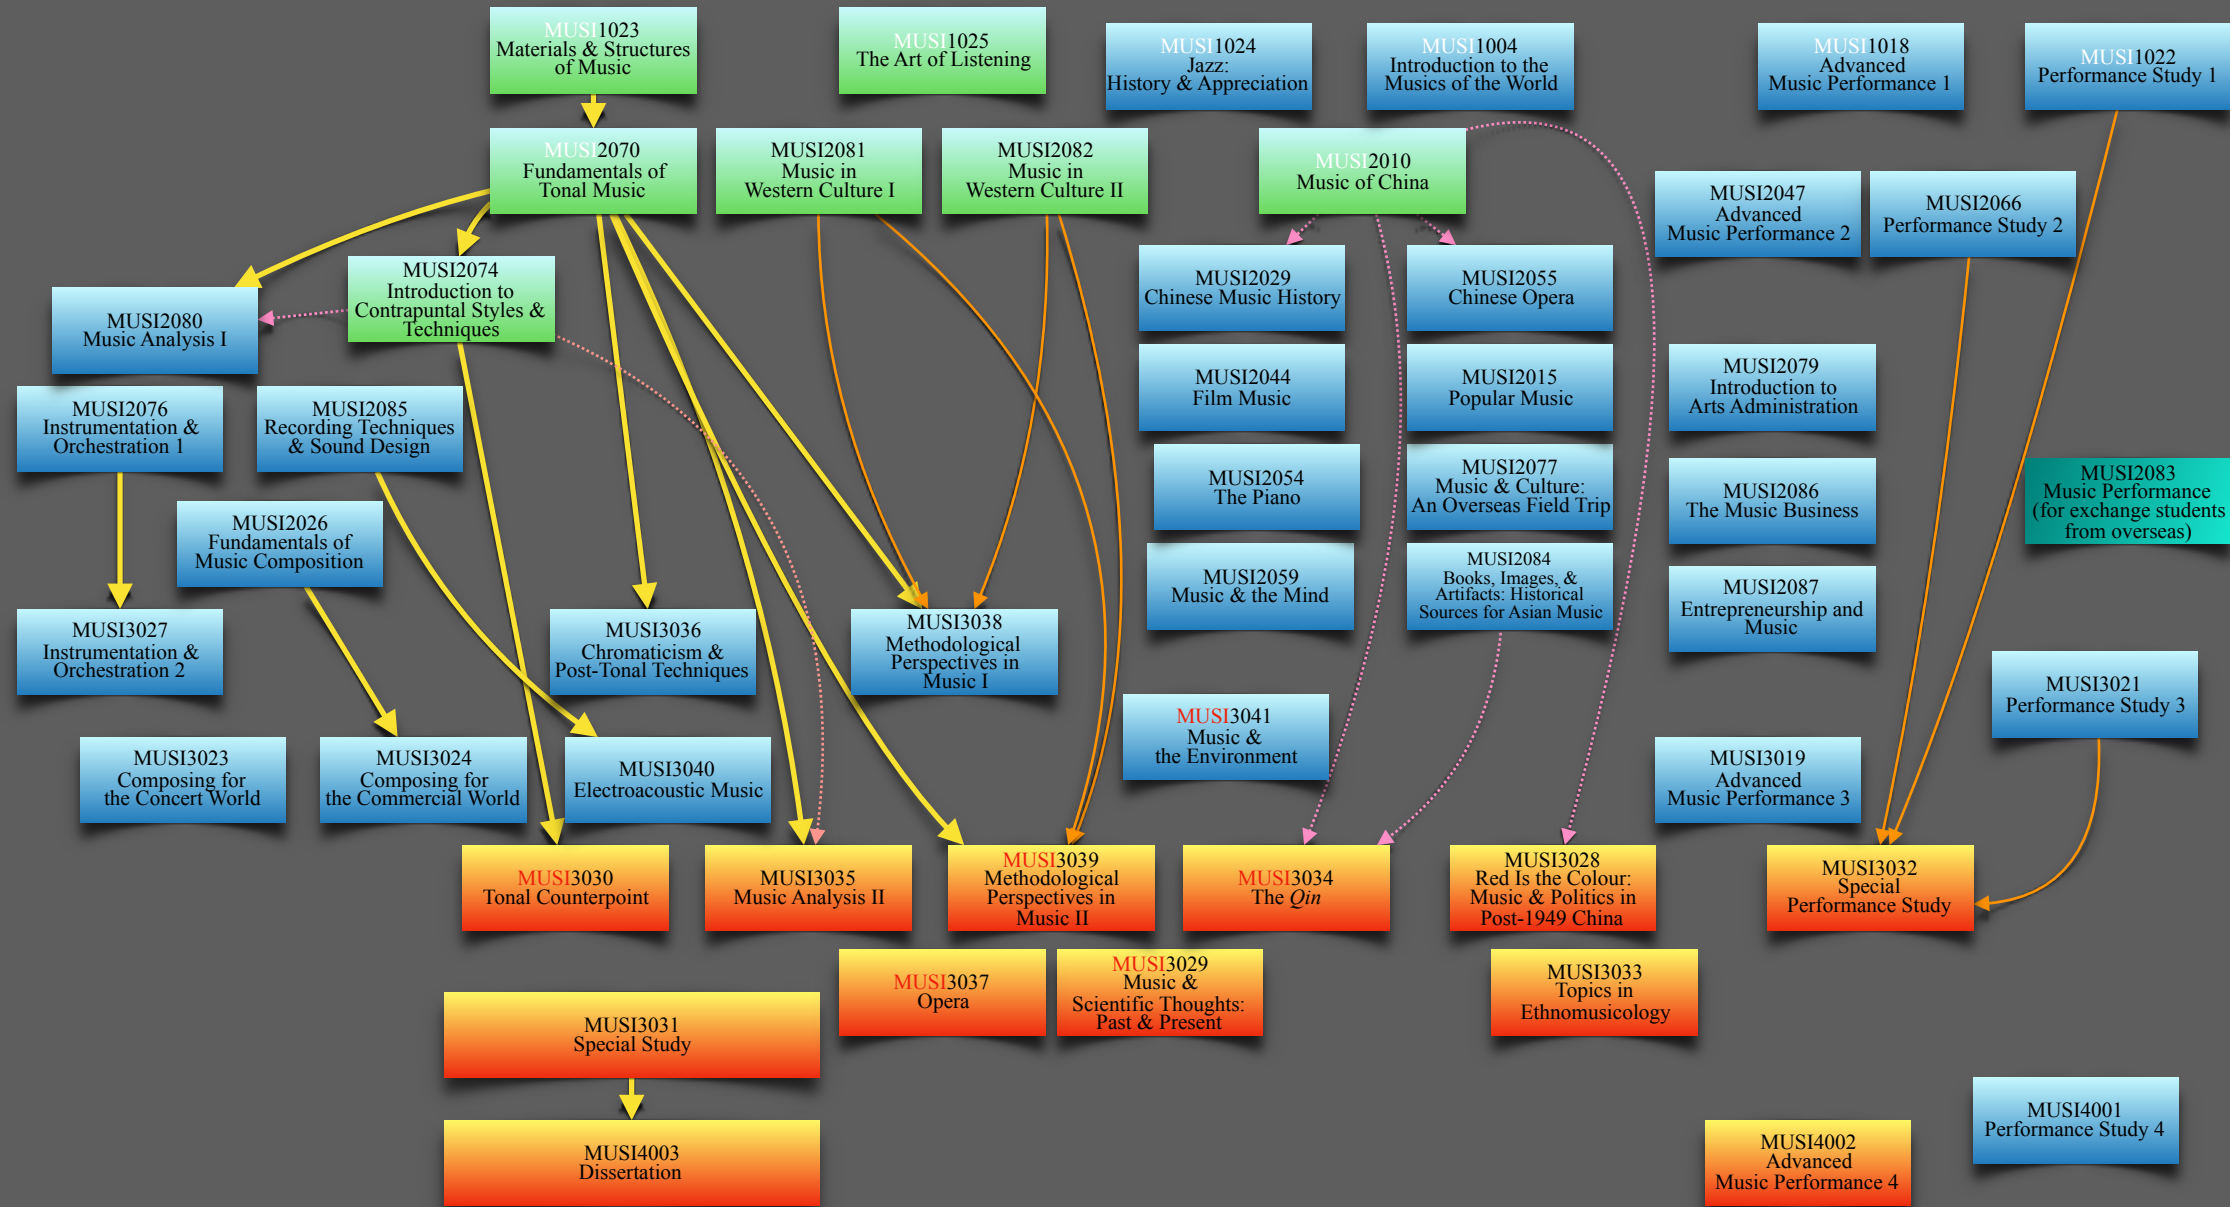 MUSI1023
Materials & Structures
of Music
MUSI1025
The Art of Listening
MUSI1024
Jazz:
History & Appreciation
MUSI1004
Introduction to the
Musics of the World
MUSI1018
Advanced
Music Performance 1
MUSI1022
Performance Study 1
MUSI2070
Fundamentals of
Tonal Music
MUSI2081
Music in
Western Culture I
MUSI2082
Music in
Western Culture II
MUSI2010
Music of China
MUSI2047
Advanced
Music Performance 2
MUSI2066
Performance Study 2
MUSI2074
Introduction to
Contrapuntal Styles &
Techniques
MUSI2029
Chinese Music History
MUSI2055
Chinese Opera
MUSI2080
Music Analysis I
MUSI2044
Film Music
MUSI2015
Popular Music
MUSI2079
Introduction to
Arts Administration
MUSI2076
Instrumentation &
Orchestration 1
MUSI2085
Recording Techniques
& Sound Design
MUSI2054
The Piano
MUSI2077
Music & Culture:
An Overseas Field Trip
MUSI2086
The Music Business
MUSI2083
Music Performance
(for exchange students
from overseas)
MUSI2026
Fundamentals of
Music Composition
MUSI2059
Music & the Mind
MUSI2084
Books, Images, &
Artifacts: Historical
Sources for Asian Music
MUSI2087
Entrepreneurship and
Music
MUSI3027
Instrumentation &
Orchestration 2
MUSI3036
Chromaticism &
Post-Tonal Techniques
MUSI3038
Methodological
Perspectives in
Music I
MUSI3021
Performance Study 3
MUSI3041
Music &
the Environment
MUSI3023
Composing for
the Concert World
MUSI3024
Composing for
the Commercial World
MUSI3040
Electroacoustic Music
MUSI3019
Advanced
Music Performance 3
MUSI3030
Tonal Counterpoint
MUSI3035
Music Analysis II
MUSI3039
Methodological
Perspectives in
Music II
MUSI3034
The Qin
MUSI3028
Red Is the Colour:
Music & Politics in
Post-1949 China
MUSI3032
Special
Performance Study
MUSI3037
Opera
MUSI3029
Music &
Scientific Thoughts:
Past & Present
MUSI3033
Topics in
Ethnomusicology
MUSI3031
Special Study
MUSI4001
Performance Study 4
MUSI4003
Dissertation
MUSI4002
Advanced
Music Performance 4